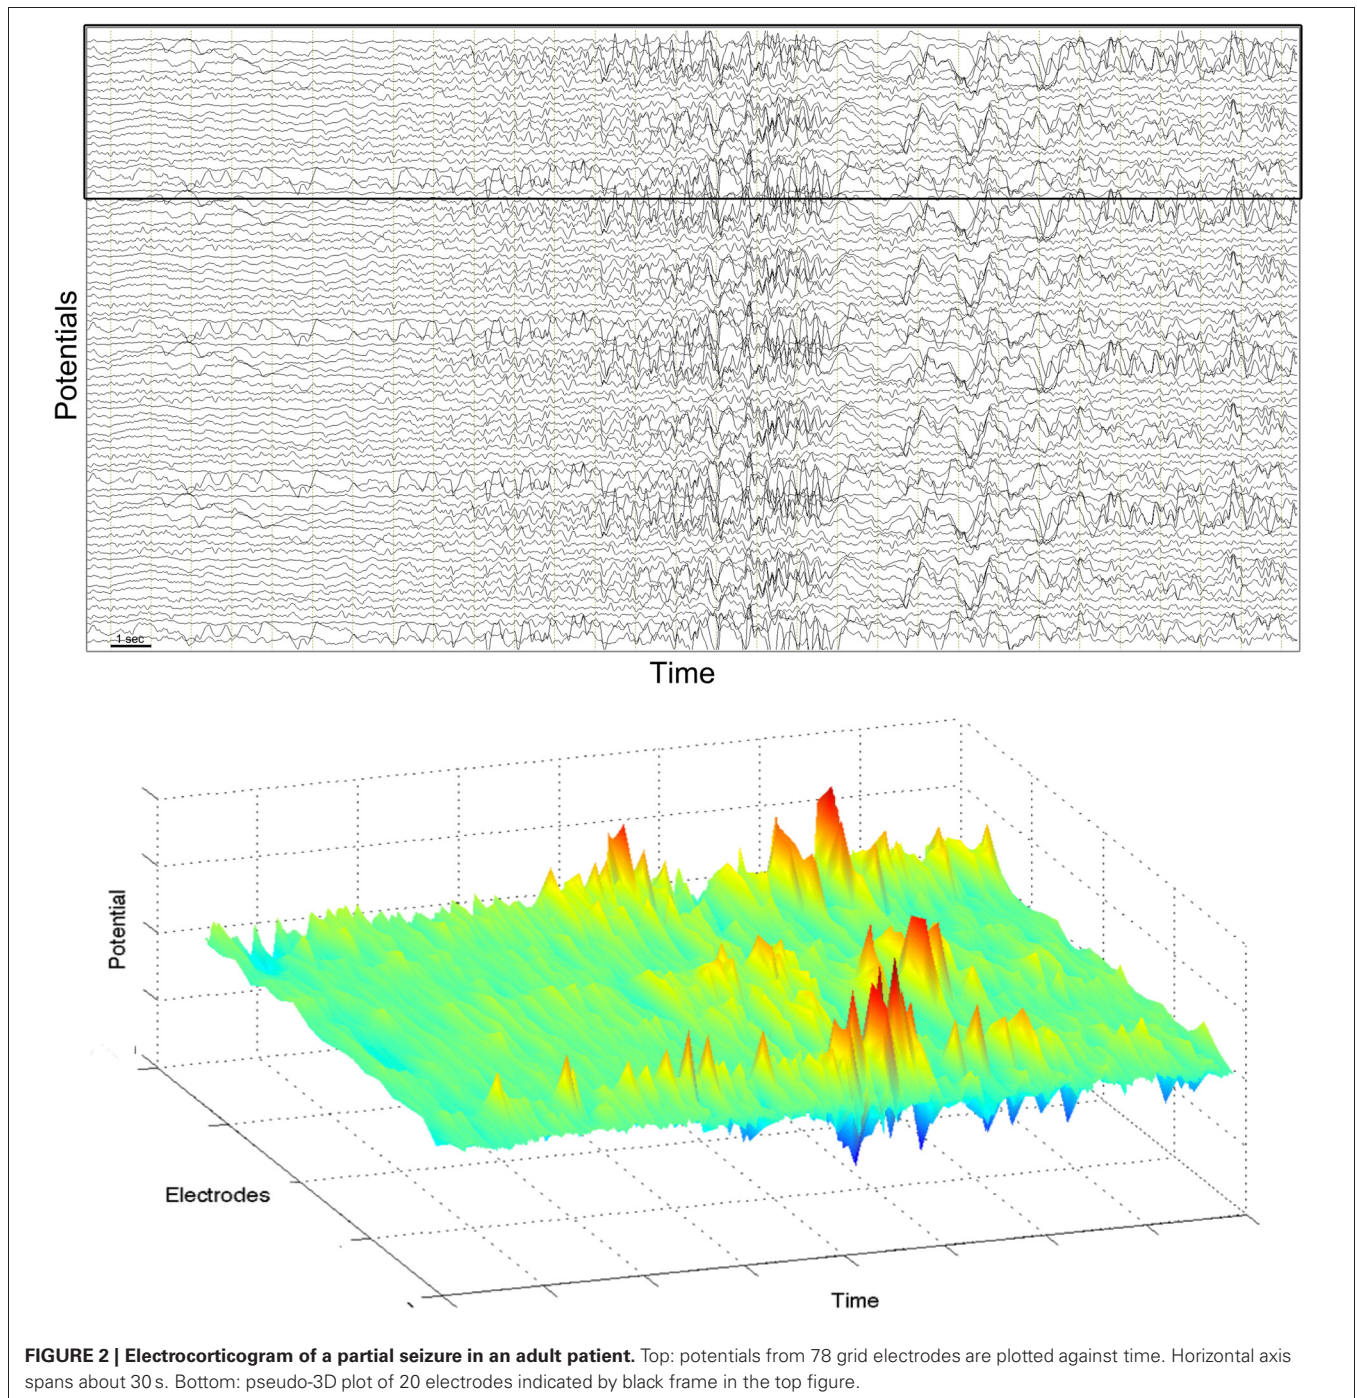 Potentials
1 sec
Time
Potential
Electrodes
Time
FIGURE 2 | Electrocorticogram of a partial seizure in an adult patient. Top: potentials from 78 grid electrodes are plotted against time. Horizontal axis
spans about 30 s. Bottom: pseudo-3D plot of 20 electrodes indicated by black frame in the top figure.